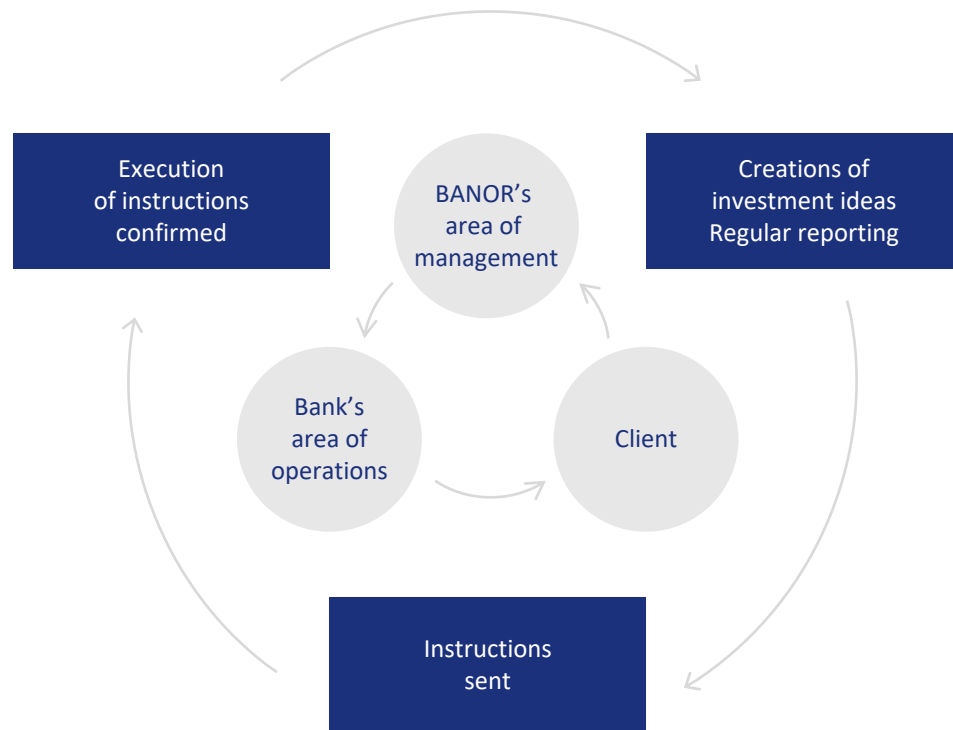 Execution
of instructions
confirmed
BANOR’s
area of
management
Creations of
investment ideas
Regular reporting
Bank’s
area of
operations
Client
Instructions
sent